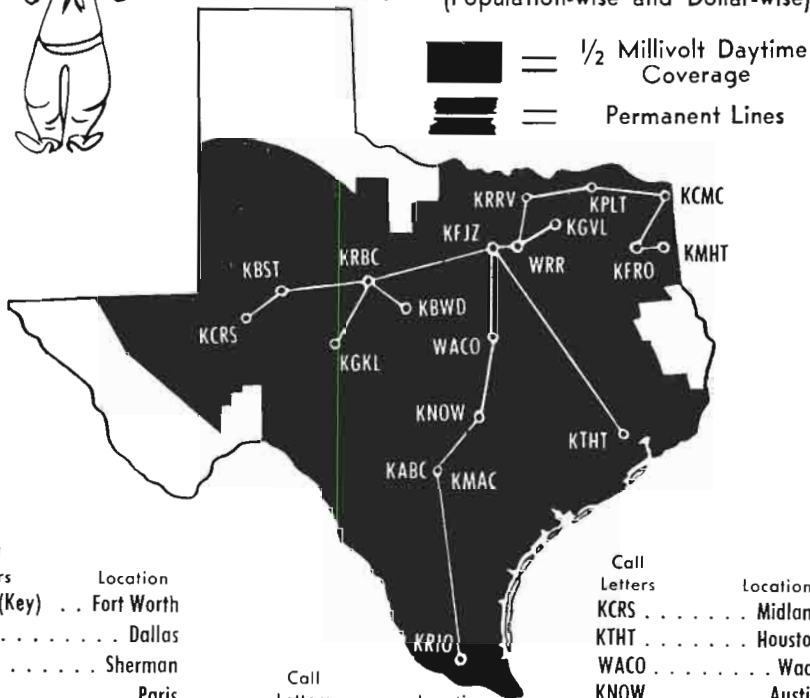 (Population-wise and Dollar-wise)
½ Millivolt Daytime
Coverage
Permanent Lines
KRRV
KPLT
KCMC
KGVL
KFJZ
WRR
KFRO
KMHT
KRBC
KBST
KBWD
KCRS
KGKL
WACO
KNOW
KTHT
KABC
KMAC
KRIO
Location
(Key) . . Fort Worth
. . . . . . . . Dallas
. . . . . . Sherman
Paris
Call
Call
Letters
Location
KCRS . . . . . . . Midlan
KTHT . . . . . . . Housto
WACO . . . . . . . . Wac
KNOW
Austi